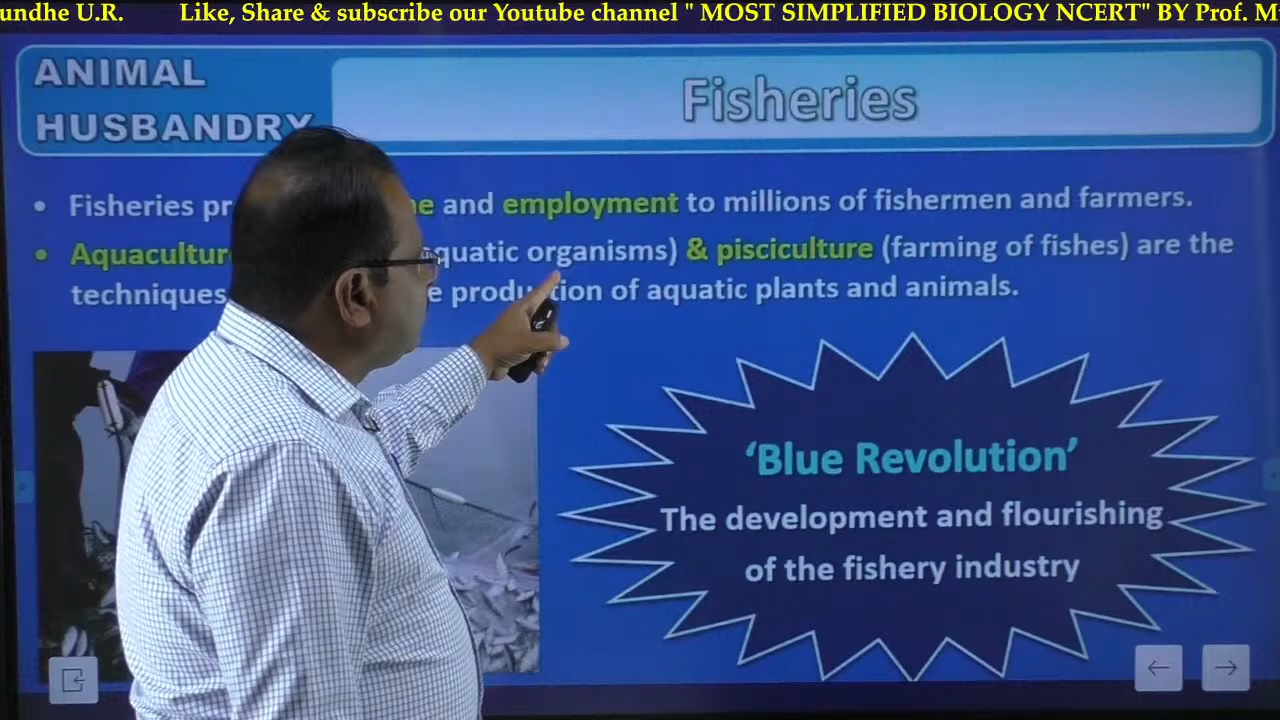 undhe U.R. Like, Share & subscribe our Youtube channel " MOST SIMPLIFIED BIOLOGY NCERT" BY Prof. M
ANIMAL
HUSBANDRY
Fisheries
• Fisheries pr ne and employment to millions of fishermen and farmers.
• Aquacultur quatic organisms) & pisciculture (farming of fishes) are the
techniques e production of aquatic plants and animals.
‘Blue Revolution’
The development and flourishing
of the fishery industry